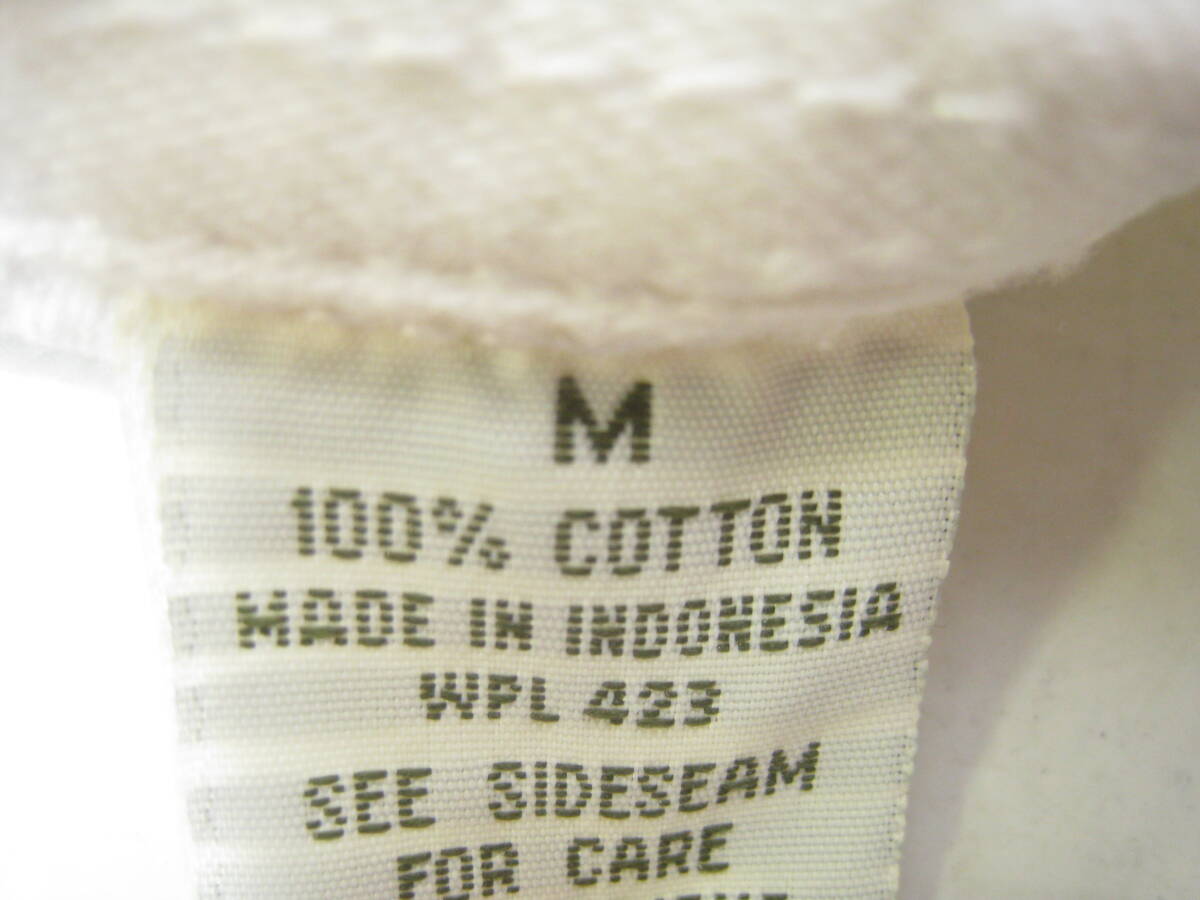 M
100% COTTON
MADE IN INDONESIA
WPL 423
SEE SIDESEAM
FOR CARE